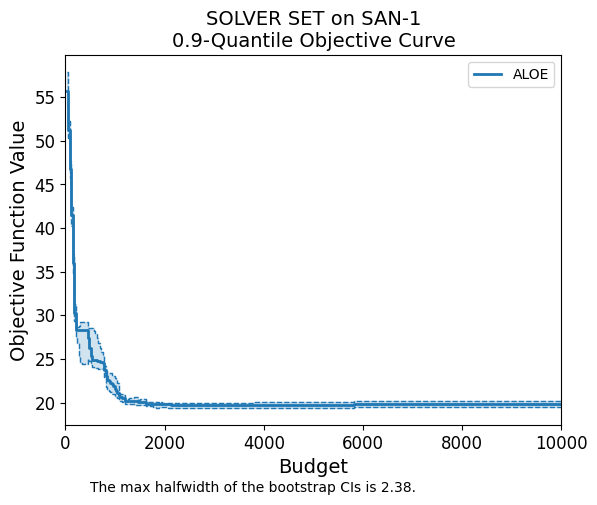 SOLVER SET on SAN-1
0.9-Quantile Objective Curve
ALOE
Objective Function Value
55
50
45
40
35
30
25
20
0
2000
4000
6000
8000
10000
Budget
The max halfwidth of the bootstrap CIs is 2.38.